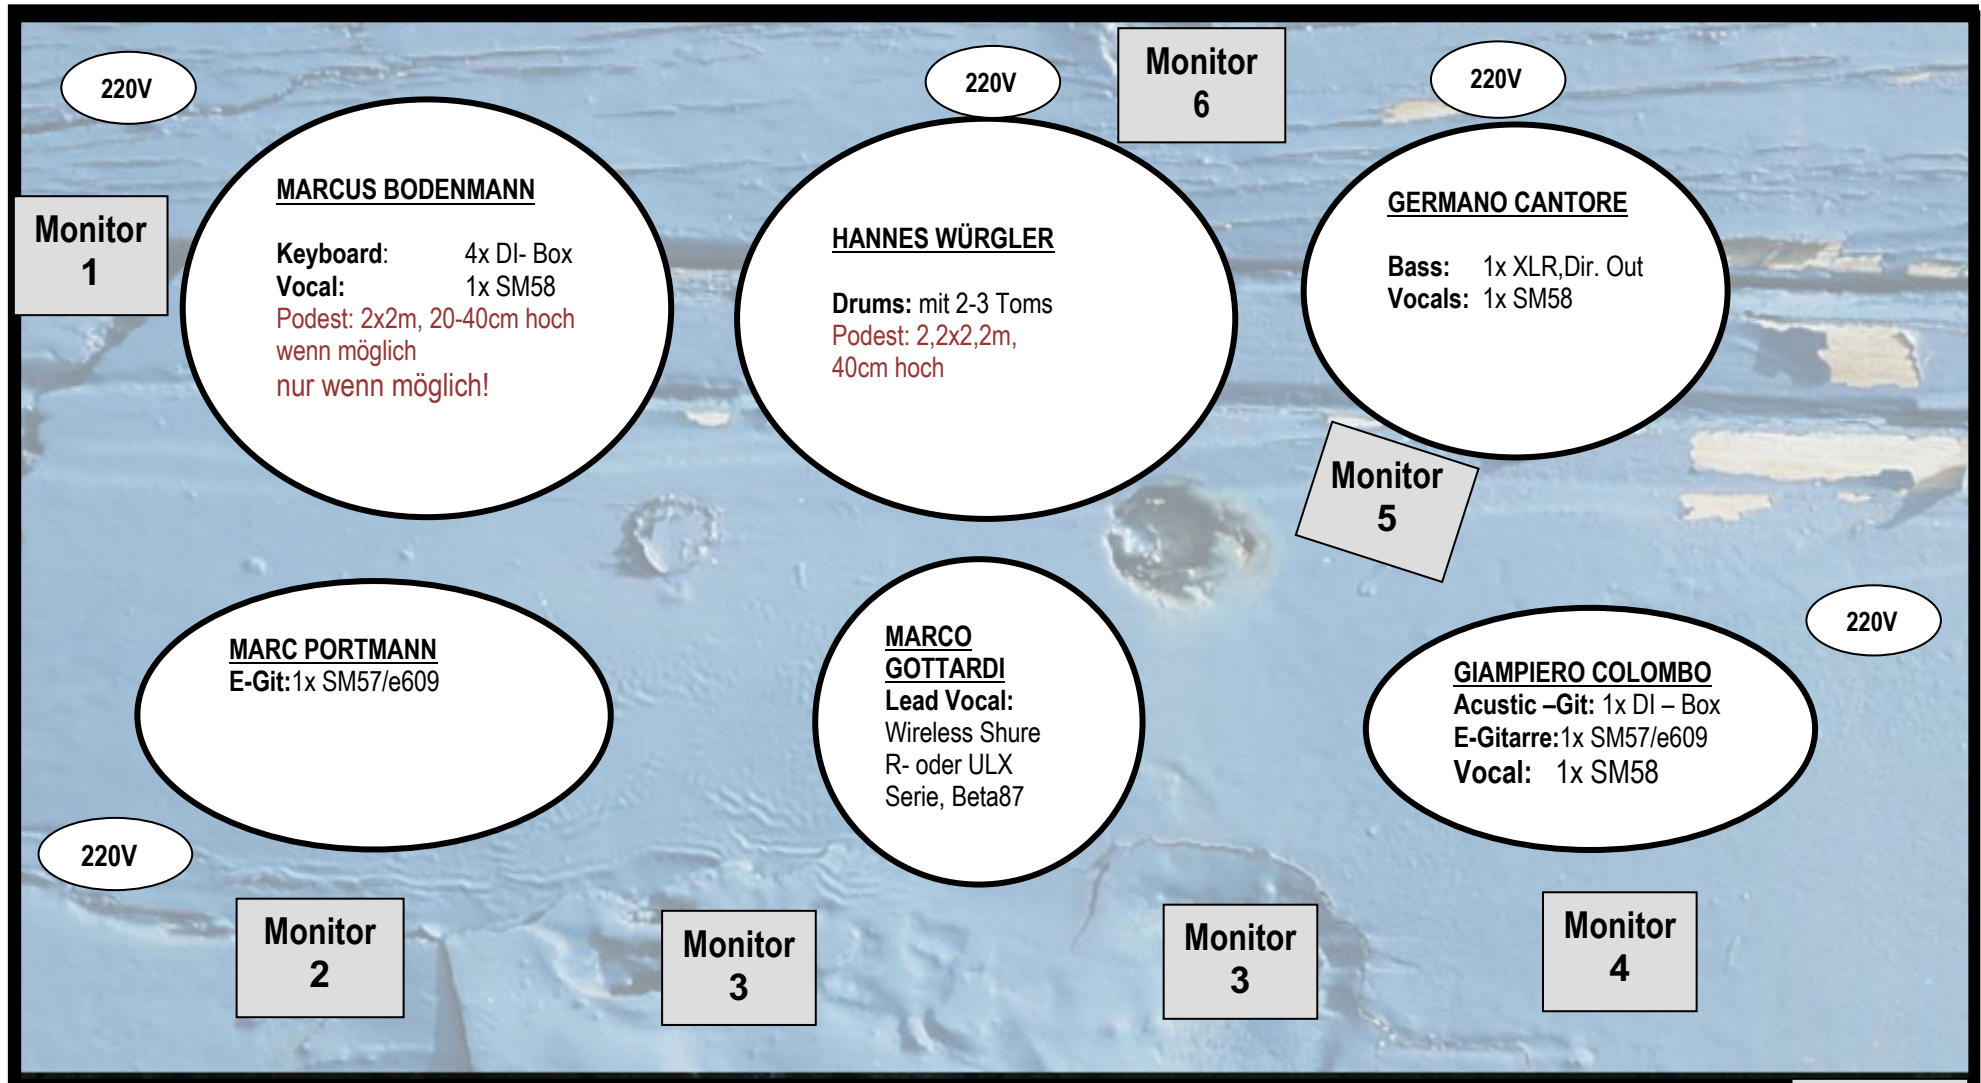 220V
220V
Monitor
6
220V
Monitor
1
MARCUS BODENMANN
Keyboard: 4x DI- Box
Vocal: 1x SM58
Podest: 2x2m, 20-40cm hoch
wenn möglich
nur wenn möglich!
HANNES WÜRGLER
Drums: mit 2-3 Toms
Podest: 2,2x2,2m,
40cm hoch
GERMANO CANTORE
Bass: 1x XLR,Dir. Out
Vocals: 1x SM58
Monitor
5
MARC PORTMANN
E-Git:1x SM57/e609
MARCO
GOTTARDI
Lead Vocal:
Wireless Shure
R- oder ULX
Serie, Beta87
220V
GIAMPIERO COLOMBO
Acustic –Git: 1x DI – Box
E-Gitarre:1x SM57/e609
Vocal: 1x SM58
220V
Monitor
2
Monitor
3
Monitor
3
Monitor
4